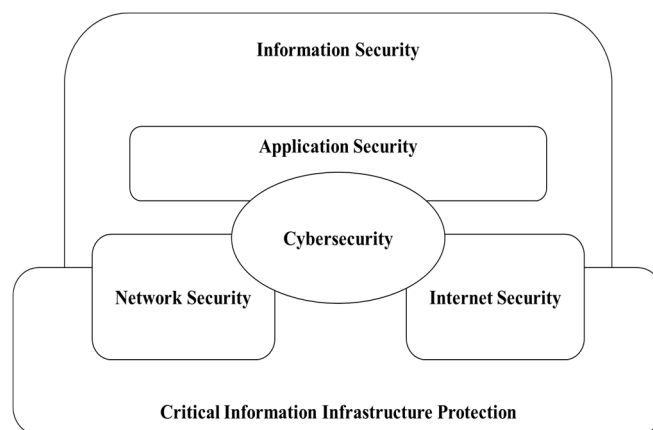 Information Security
Application Security
Cybersecurity
Network Security
Internet Security
Critical Information Infrastructure Protection